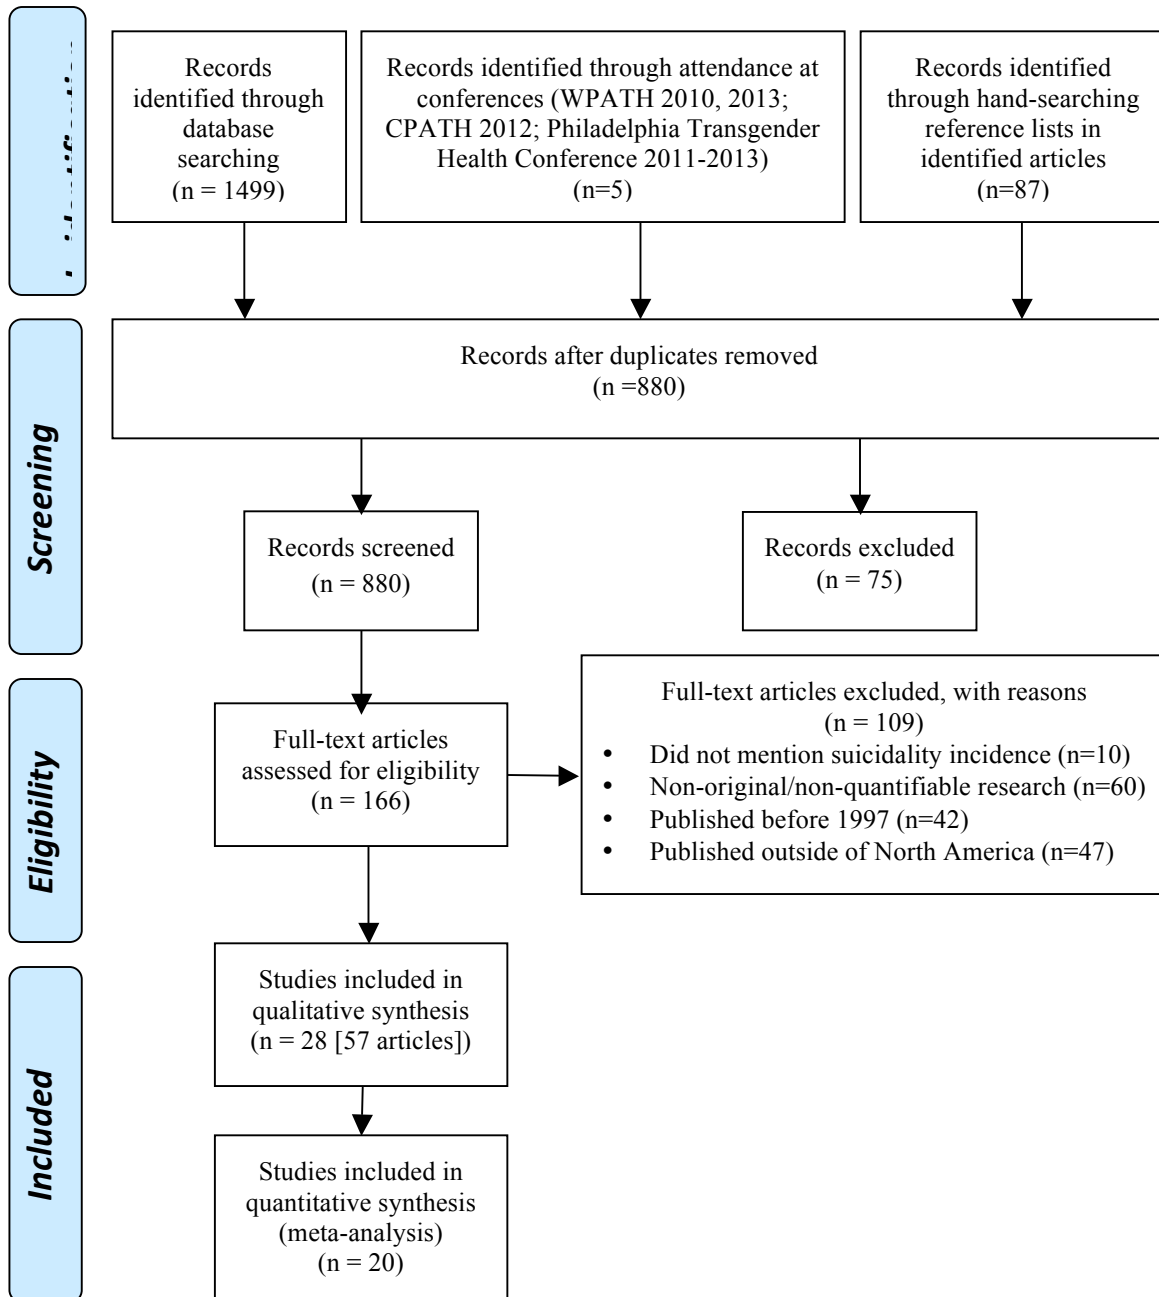 Records
identified through
database
searching
(n = 1499)
Records identified through attendance at
conferences (WPATH 2010, 2013;
CPATH 2012; Philadelphia Transgender
Health Conference 2011-2013)
(n=5)
Records identified
through hand-searching
reference lists in
identified articles
(n=87)
Screening
Records after duplicates removed
(n =880)
Records screened
(n = 880)
Records excluded
(n = 75)
Eligibility
Full-text articles
assessed for eligibility
(n = 166)
Full-text articles excluded, with reasons
(n = 109)
• Did not mention suicidality incidence (n=10)
• Non-original/non-quantifiable research (n=60)
• Published before 1997 (n=42)
• Published outside of North America (n=47)
Included
Studies included in
qualitative synthesis
(n = 28 [57 articles])
Studies included in
quantitative synthesis
(meta-analysis)
(n = 20)